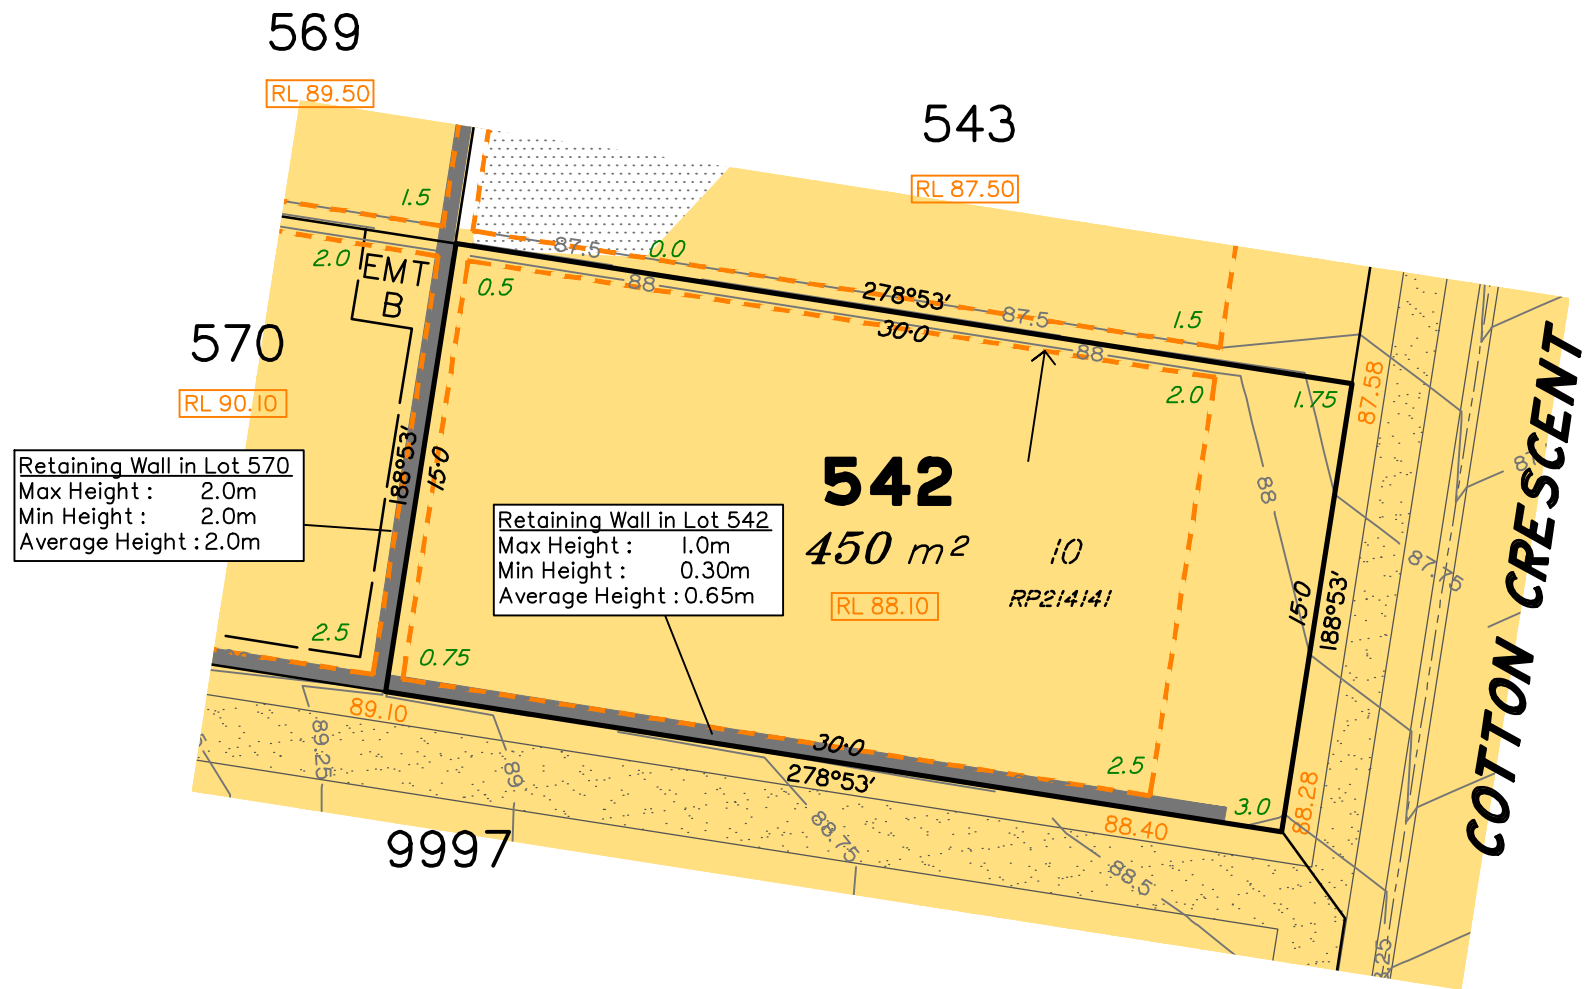 569
RL 89.50
543
RL 87.50
1.5
87.5
0.0
2.0
EMT
B
0.5
88
278°53'
30·0
87.5
1.5
88
570
RL 90.10
2.0
1.75
87.58
COTTON CRESCENT
188°53'
15·0
Retaining Wall in Lot 570
Max Height : 2.0m
Min Height : 2.0m
Average Height : 2.0m
542
450 m²
RL 88.10
10
RP214141
88
87.75
Retaining Wall in Lot 542
Max Height : 1.0m
Min Height : 0.30m
Average Height : 0.65m
15·0
188°53'
2.5
0.75
89.10
89.25
89
30·0
278°53'
2.5
3.0
88.28
88.40
88.75
88.5
9997